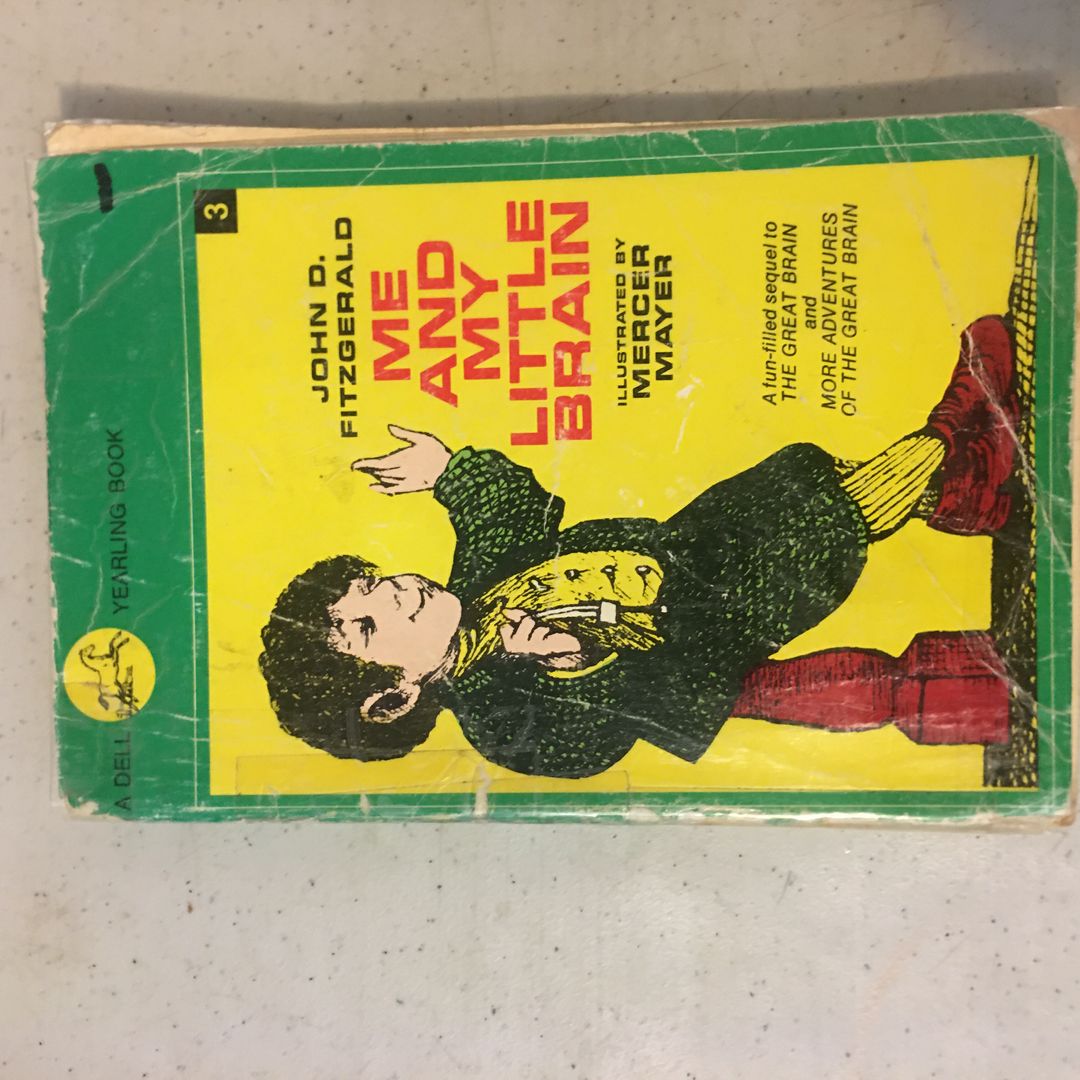 A DELL YEARLING BOOK
3
JOHN D.
FITZGERALD
ME
AND
MY
LITTLE
BRAIN
ILLUSTRATED BY
MERCER
MAYER
A fun-filled sequel to
THE GREAT BRAIN
and
MORE ADVENTURES
OF THE GREAT BRAIN